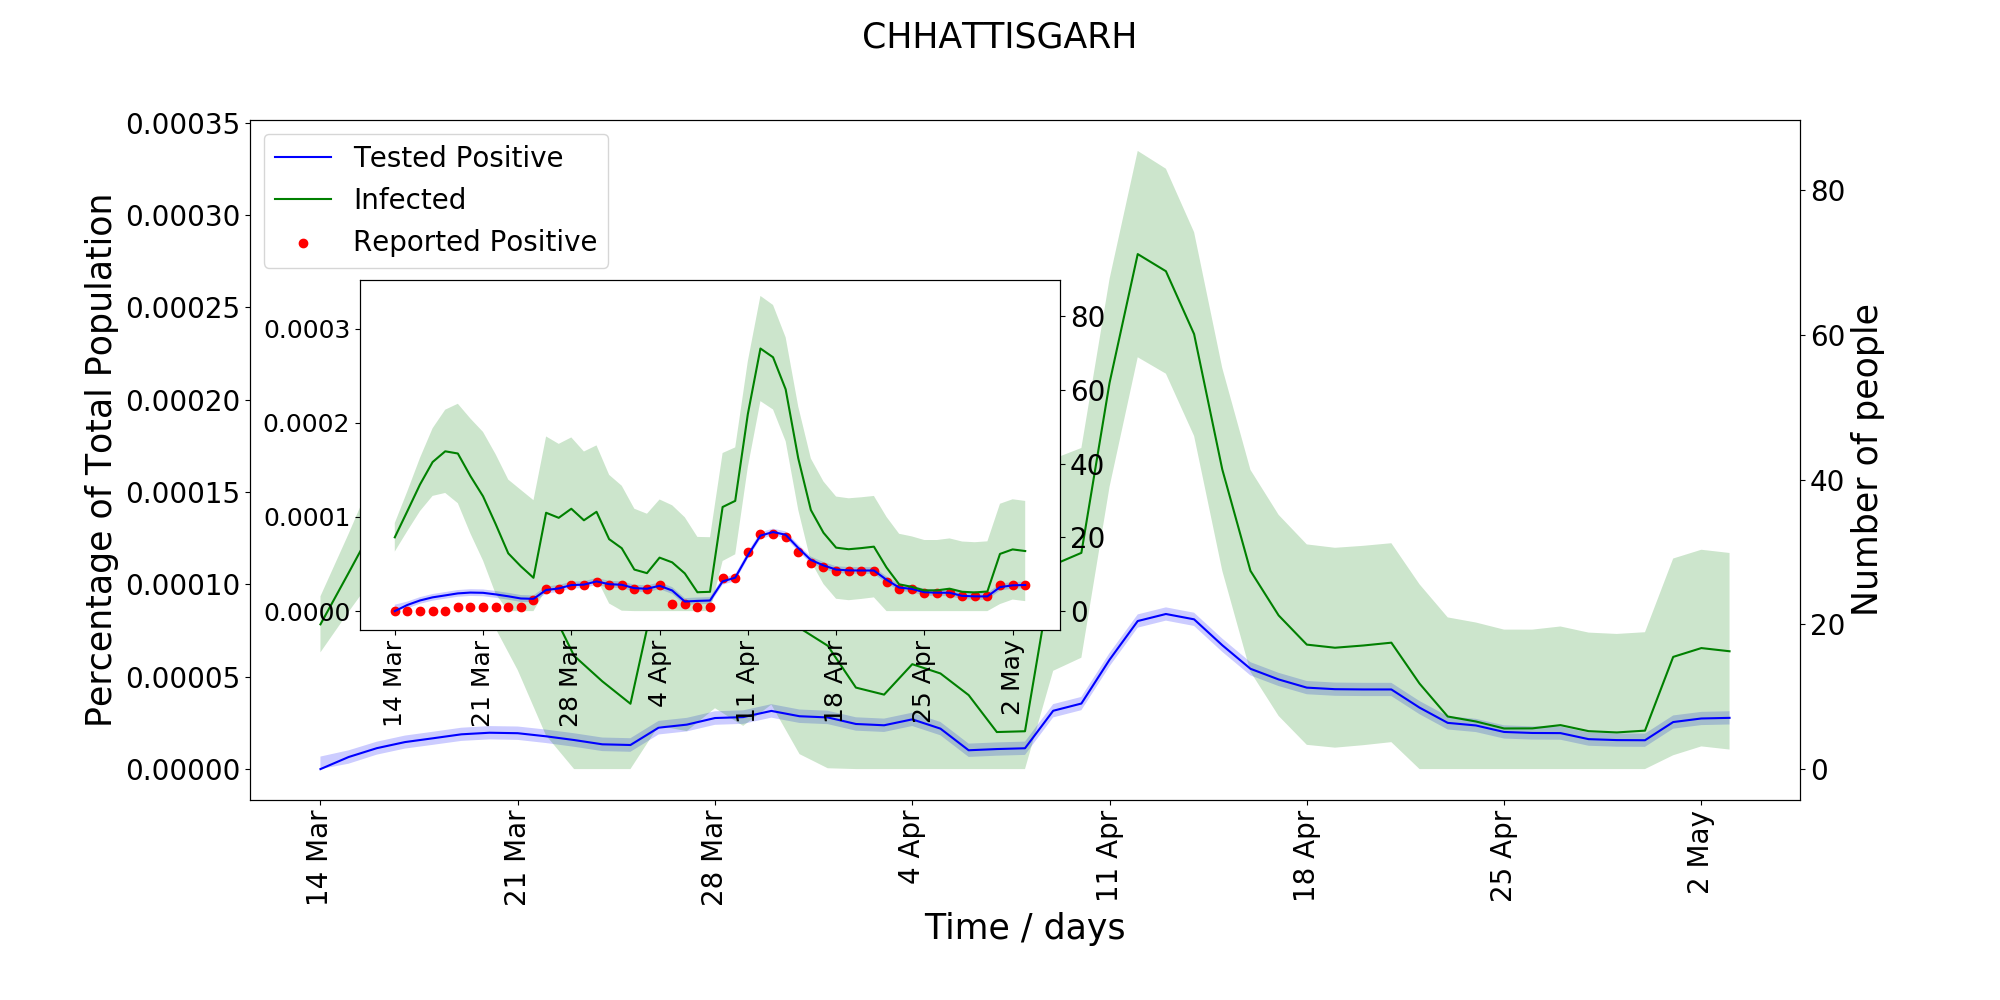 CHHATTISGARH
Tested Positive
Infected
Reported Positive
Percentage of Total Population
0.00035
0.00030
0.00025
0.00020
0.00015
0.00010
0.00005
0.00000
0.0003
0.0002
0.0001
0.0000
80
60
40
20
0
14 Mar
21 Mar
28 Mar
4 Apr
11 Apr
18 Apr
25 Apr
2 May
80
60
40
20
0
Number of people
14 Mar
21 Mar
28 Mar
4 Apr
11 Apr
18 Apr
25 Apr
2 May
Time / days